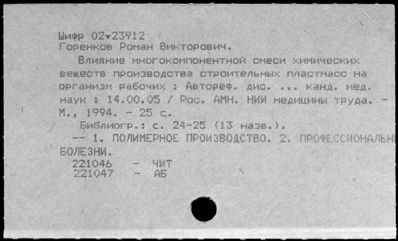 Шифр 02*23912
Горенков Роман Викторович.
Влияние многокомпонентной смеси химических
веществ производства строительных пластмасс на
организм рабочих : Автореф. дис. ... канд. мед.
наук : 14.00.05 / Рос. АМН. НИИ медицины труда. -
М., 1994. - 25 с.
Библиогр.: с. 24-25 (13 назв.).
-- 1. ПОЛИМЕРНОЕ ПРОИЗВОДСТВО. 2. ПРОФЕССИОНАЛЬН
БОЛЕЗНИ.
221046 - ЧИТ
221047 - АБ